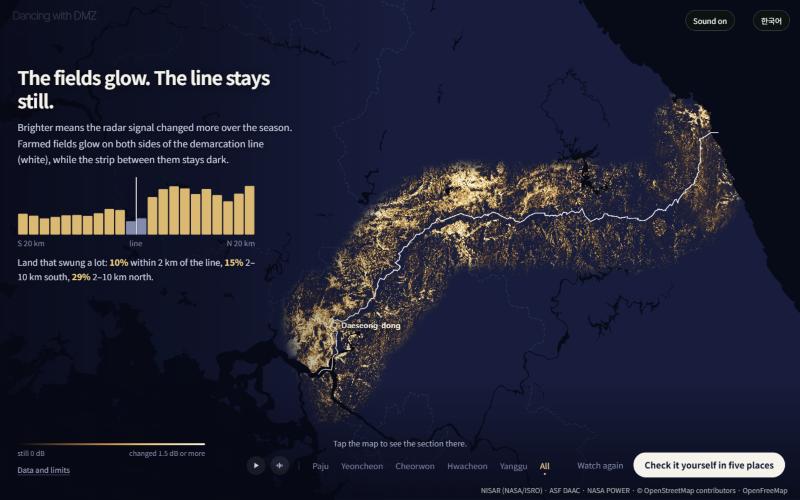 Dancing with DMZ
Sound on
한국어
The fields glow. The line stays
still.
Brighter means the radar signal changed more over the season.
Farmed fields glow on both sides of the demarcation line
(white), while the strip between them stays dark.
S 20 km
line
N 20 km
Land that swung a lot: 10% within 2 km of the line, 15% 2–
10 km south, 29% 2–10 km north.
Daeseong-dong
still 0 dB
changed 1.5 dB or more
Data and limits
Tap the map to see the section there.
Paju
Yeoncheon
Cheorwon
Hwacheon
Yanggu
All
Watch again
Check it yourself in five places
NISAR (NASA/ISRO) · ASF DAAC · NASA POWER · © OpenStreetMap contributors · OpenFreeMap